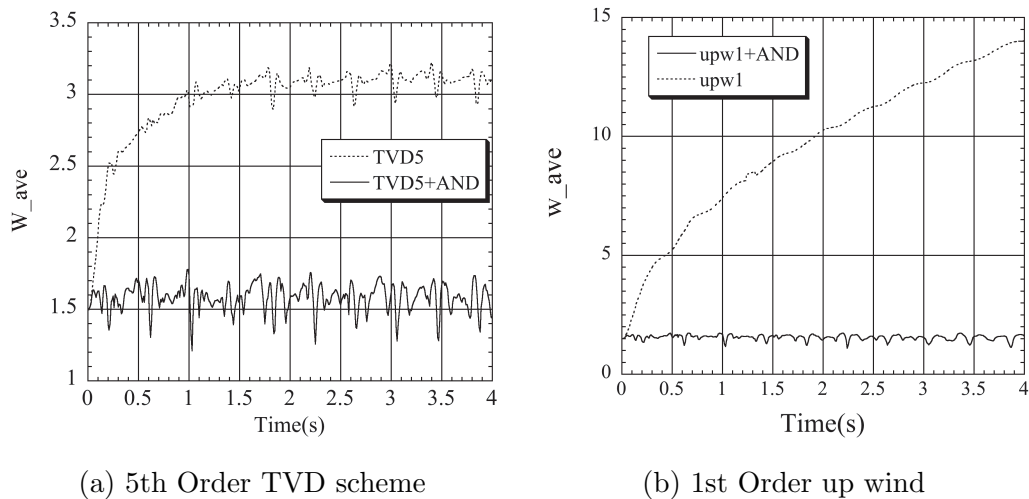 3.5
3
2.5
2
1.5
1
W_ave
TVD5
TVD5+AND
0 0.5 1 1.5 2 2.5 3 3.5 4
Time(s)
(a) 5th Order TVD scheme
15
10
5
0
w_ave
upw1+AND
upw1
0 0.5 1 1.5 2 2.5 3 3.5 4
Time(s)
(b) 1st Order up wind